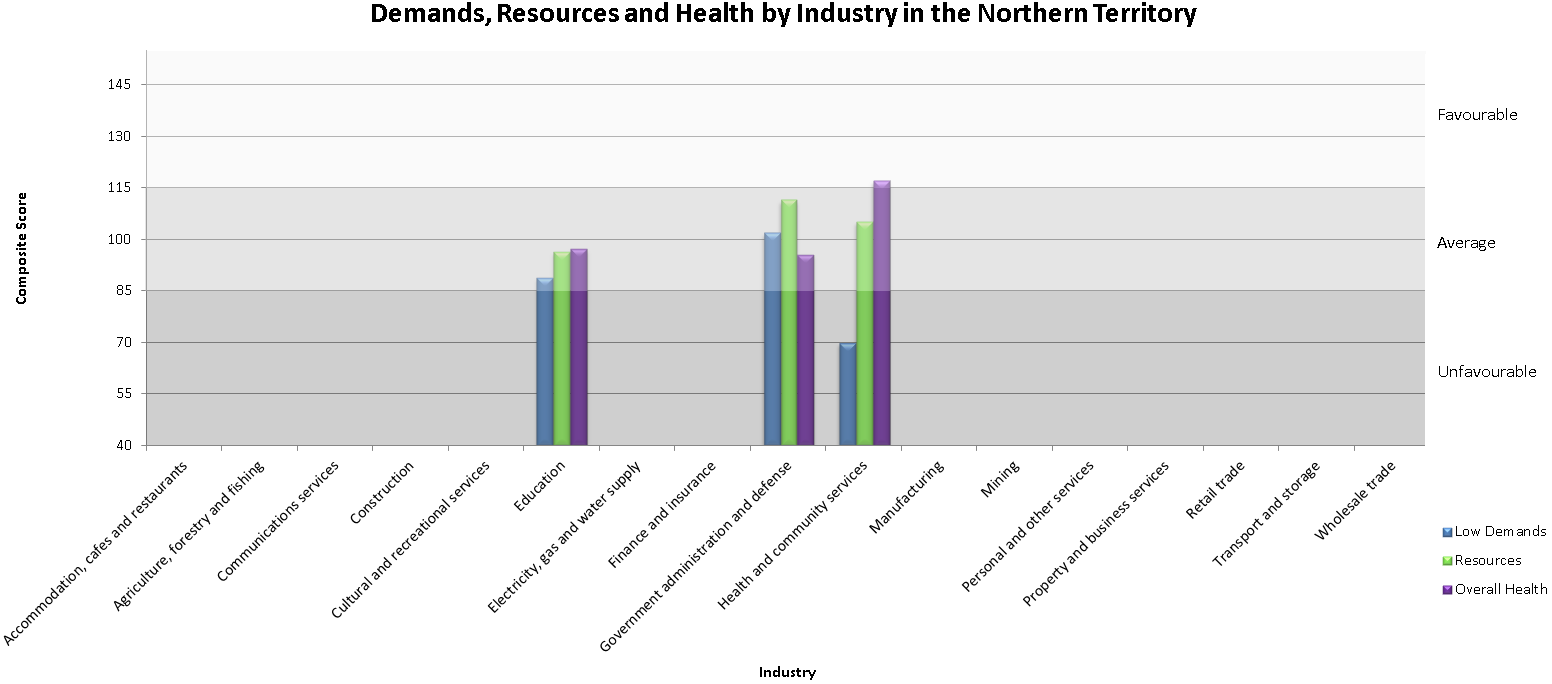 Demands, Resources and Health by Industry in the Northern Territory
Composite Score
145
130
115
100
85
70
55
40
Favourable
Average
Unfavourable
Accommodation, cafes and restaurants
Agriculture, forestry and fishing
Communications services
Construction
Cultural and recreational services
Education
Electricity, gas and water supply
Finance and insurance
Government administration and defense
Health and community services
Manufacturing
Mining
Personal and other services
Property and business services
Retail trade
Transport and storage
Wholesale trade
Low Demands
Resources
Overall Health
Industry